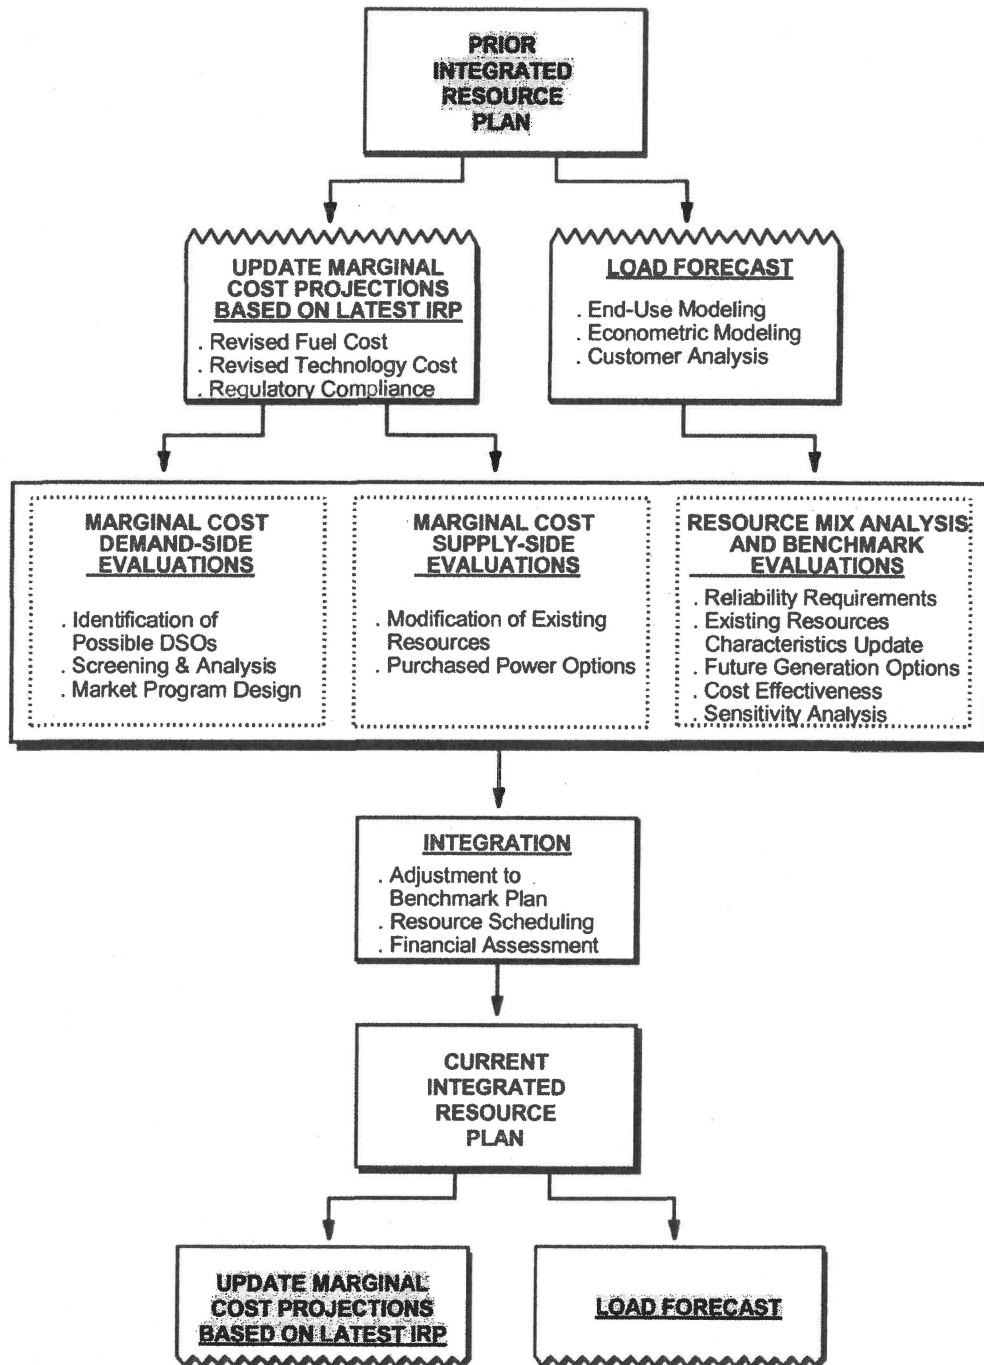 PRIOR
INTEGRATED
RESOURCE
PLAN
UPDATE MARGINAL
COST PROJECTIONS
BASED ON LATEST IRP
. Revised Fuel Cost
. Revised Technology Cost
. Regulatory Compliance
LOAD FORECAST
. End-Use Modeling
. Econometric Modeling
. Customer Analysis
MARGINAL COST
DEMAND-SIDE
EVALUATIONS
. Identification of
Possible DSOs
. Screening & Analysis
. Market Program Design
MARGINAL COST
SUPPLY-SIDE
EVALUATIONS
. Modification of Existing
Resources
. Purchased Power Options
RESOURCE MIX ANALYSIS
AND BENCHMARK
EVALUATIONS
. Reliability Requirements
. Existing Resources
Characteristics Update
. Future Generation Options
. Cost Effectiveness
. Sensitivity Analysis
INTEGRATION
. Adjustment to
Benchmark Plan
. Resource Scheduling
. Financial Assessment
CURRENT
INTEGRATED
RESOURCE
PLAN
UPDATE MARGINAL
COST PROJECTIONS
BASED ON LATEST IRP
LOAD FORECAST